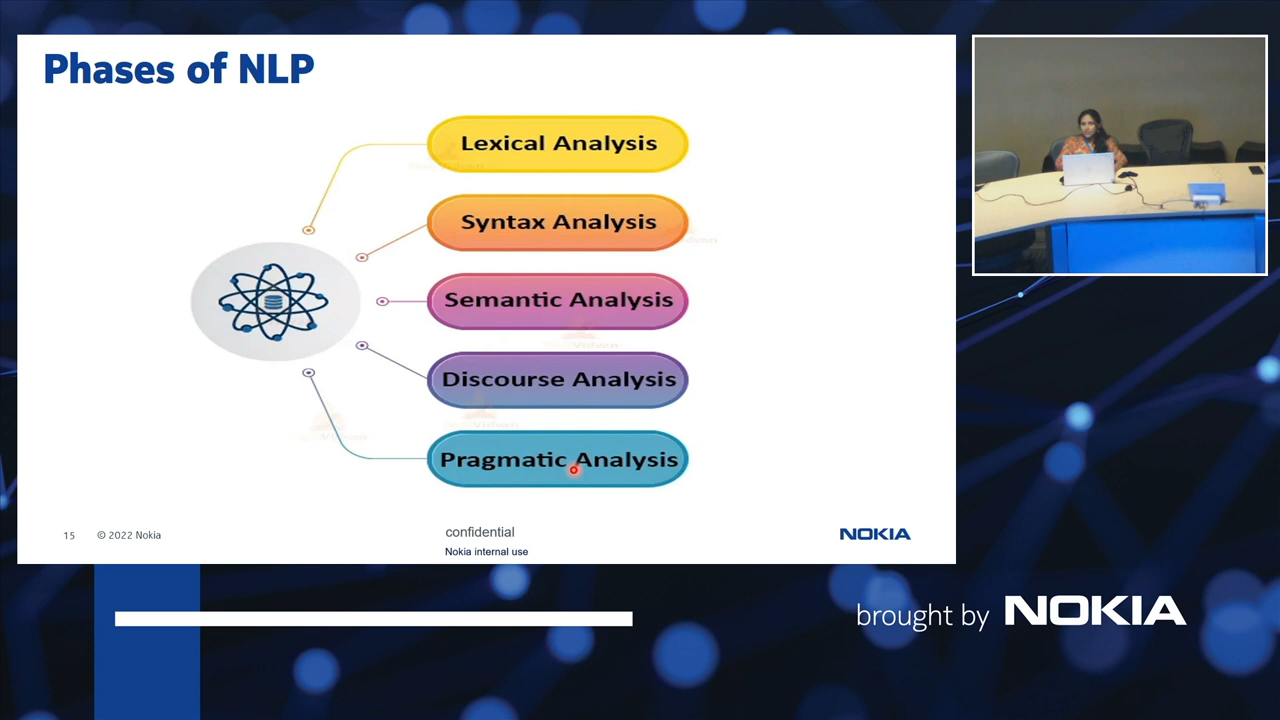 Phases of NLP
Lexical Analysis
Syntax Analysis
Semantic Analysis
Discourse Analysis
Pragmatic Analysis
15 © 2022 Nokia
confidential
Nokia internal use
NOKIA
brought by NOKIA